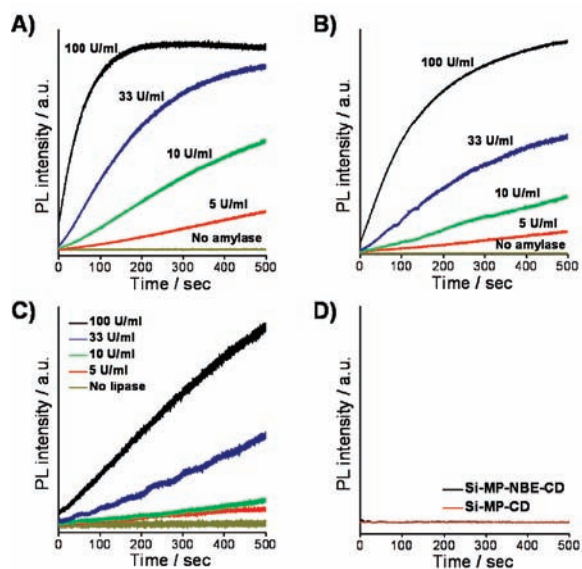 A)
PL intensity / a.u.
100 U/ml
33 U/ml
10 U/ml
5 U/ml
No amylase
0 100 200 300 400 500
Time / sec
B)
PL intensity / a.u.
100 U/ml
33 U/ml
10 U/ml
5 U/ml
No amylase
0 100 200 300 400 500
Time / sec
C)
PL intensity / a.u.
100 U/ml
33 U/ml
10 U/ml
5 U/ml
No lipase
0 100 200 300 400 500
Time / sec
D)
PL intensity / a.u.
Si-MP-NBE-CD
Si-MP-CD
0 100 200 300 400 500
Time / sec